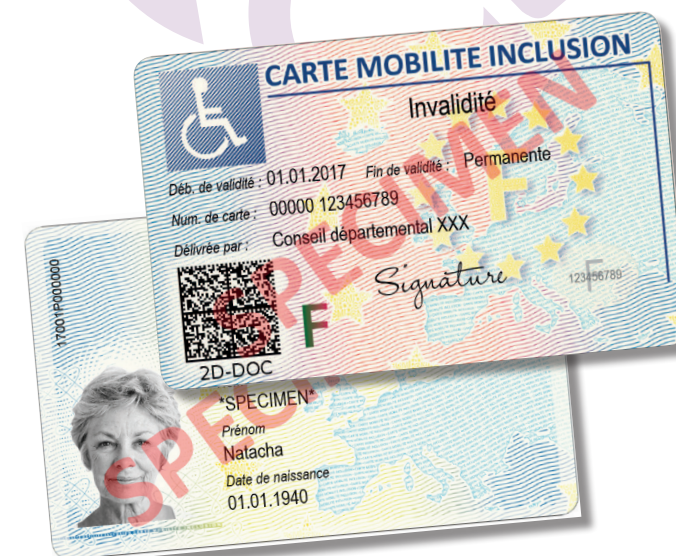 CARTE MOBILITE INCLUSION
Invalidité
Déb. de validité : 01.01.2017 Fin de validité : Permanente
Num. de carte : 00000 123456789
Délivrée par : Conseil départemental XXX
Signature
123456789
F
F
F
2D-DOC
SPECIMEN
17001P000000
*SPECIMEN*
Prénom
Natacha
Date de naissance
01.01.1940
SPECIMEN